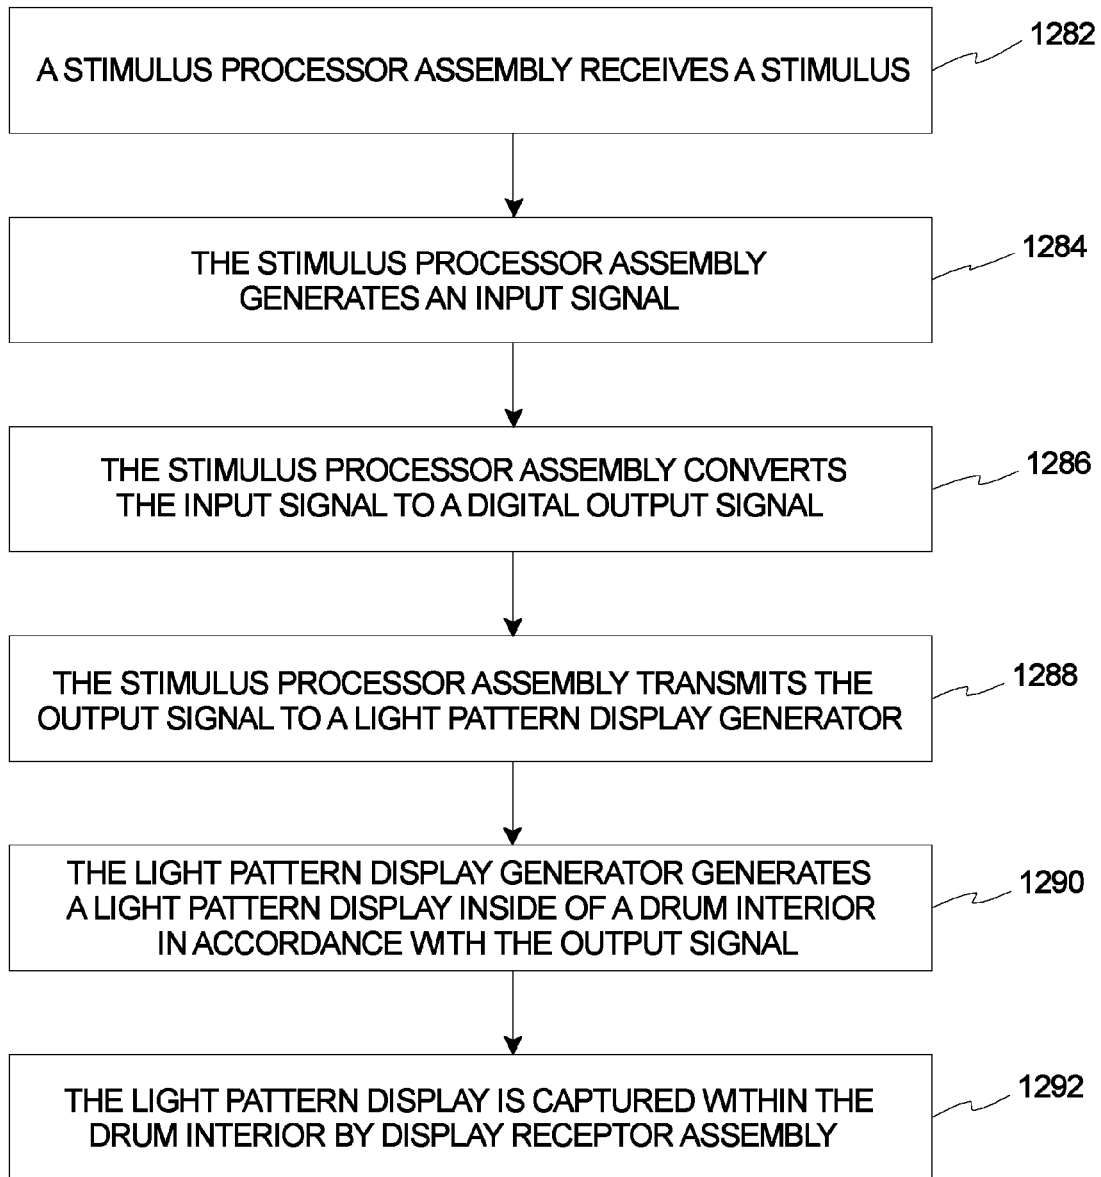 A STIMULUS PROCESSOR ASSEMBLY RECEIVES A STIMULUS
1282
THE STIMULUS PROCESSOR ASSEMBLY
GENERATES AN INPUT SIGNAL
1284
THE STIMULUS PROCESSOR ASSEMBLY CONVERTS
THE INPUT SIGNAL TO A DIGITAL OUTPUT SIGNAL
1286
THE STIMULUS PROCESSOR ASSEMBLY TRANSMITS THE
OUTPUT SIGNAL TO A LIGHT PATTERN DISPLAY GENERATOR
1288
THE LIGHT PATTERN DISPLAY GENERATOR GENERATES
A LIGHT PATTERN DISPLAY INSIDE OF A DRUM INTERIOR
IN ACCORDANCE WITH THE OUTPUT SIGNAL
1290
THE LIGHT PATTERN DISPLAY IS CAPTURED WITHIN THE
DRUM INTERIOR BY DISPLAY RECEPTOR ASSEMBLY
1292